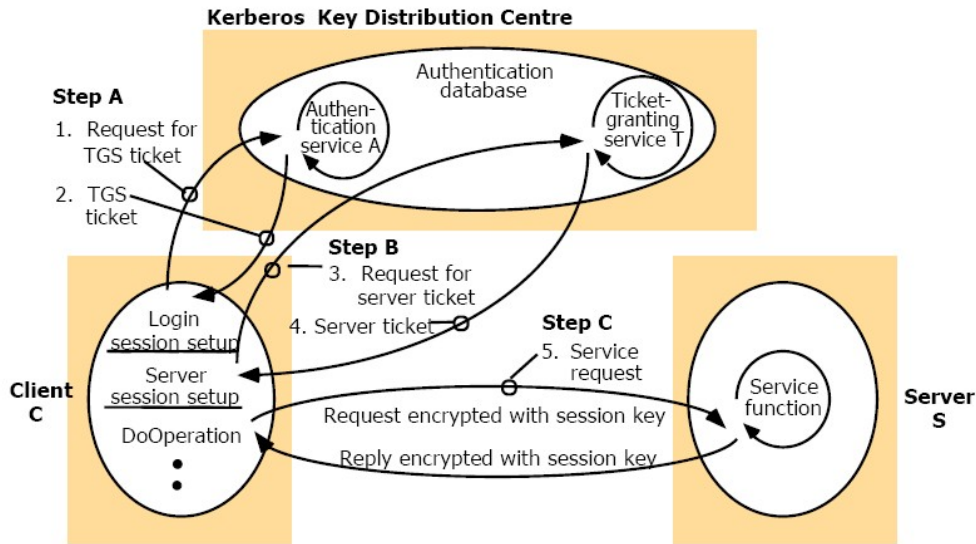 Kerberos Key Distribution Centre
Step A
1. Request for
TGS ticket
2. TGS
ticket
Authentication
database
Authen-
tication
service A
Ticket-
granting
service T
Step B
3. Request for
server ticket
4. Server ticket
Step C
5. Service
request
Client
C
Login
session setup
Server
session setup
DoOperation
Request encrypted with session key
Reply encrypted with session key
Service
function
Server
S